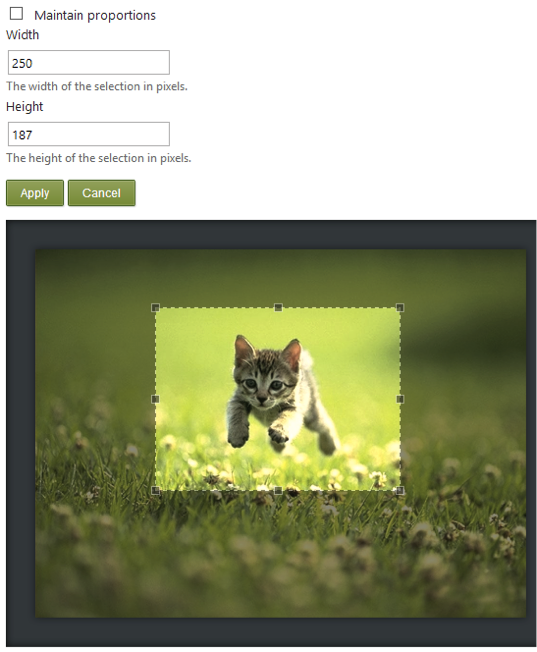 Maintain proportions
Width
250
The width of the selection in pixels.
Height
187
The height of the selection in pixels.
Apply Cancel